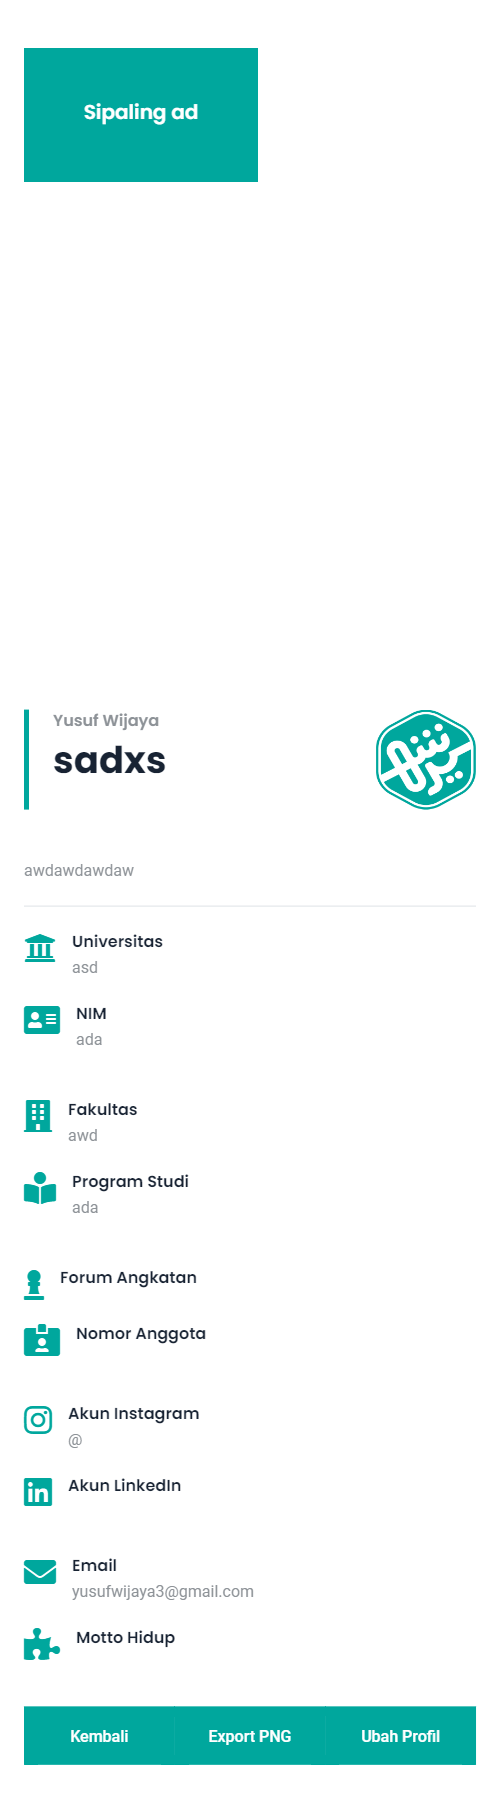 Sipaling ad
Yusuf Wijaya
sadxs
awdawdawdaw
Universitas
asd
NIM
ada
Fakultas
awd
Program Studi
ada
Forum Angkatan
Nomor Anggota
Akun Instagram
@
Akun LinkedIn
Email
yusufwijaya3@gmail.com
Motto Hidup
Kembali
Export PNG
Ubah Profil